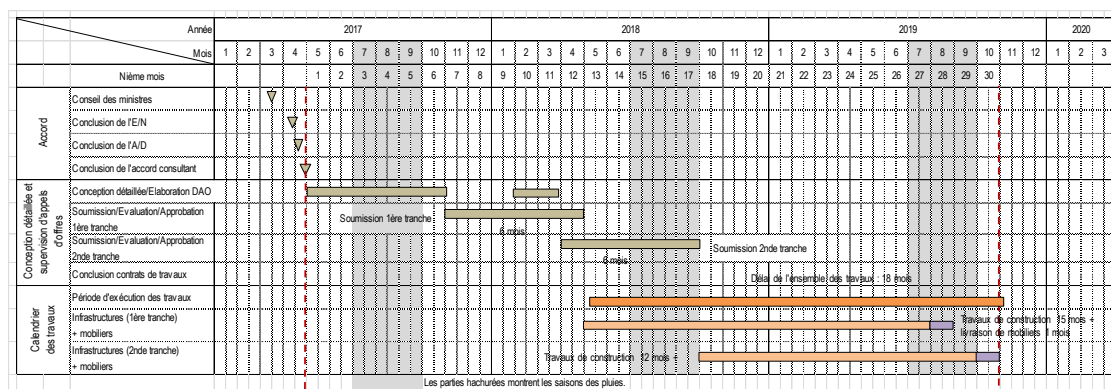 Année 2017 2018 2019 2020
Mois 1 2 3 4 5 6 7 8 9 10 11 12 1 2 3 4 5 6 7 8 9 10 11 12 1 2 3 4 5 6 7 8 9 10 11 12 1 2 3
Nième mois 1 2 3 4 5 6 7 8 9 10 11 12 13 14 15 16 17 18 19 20 21 22 23 24 25 26 27 28 29 30
Accord
Conseil des ministres
Conclusion de l'E/N
Conclusion de l'A/D
Conclusion de l'accord consultant
Conception détaillée et
supervision d'appels
d'offres
Conception détaillée/Elaboration DAO
Soumission/Evaluation/Approbation
1ère tranche
Soumission 1ère tranche
6 mois
Soumission/Evaluation/Approbation
2nde tranche
6 mois
Soumission 2nde tranche
Conclusion contrats de travaux
Délai de l'ensemble des travaux : 18 mois
Calendrier
des travaux
Période d'exécution des travaux
Infrastructures (1ère tranche)
+ mobiliers
Travaux de construction 15 mois +
livraison de mobiliers 1 mois
Infrastructures (2nde tranche)
+ mobiliers
Travaux de construction 12 mois +
Les parties hachurées montrent les saisons des pluies.